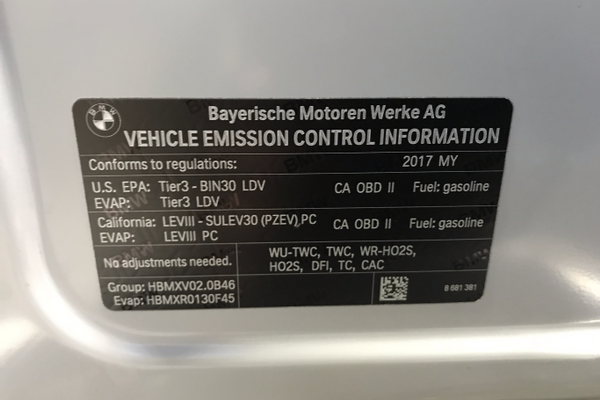 BMW
Bayerische Motoren Werke AG
VEHICLE EMISSION CONTROL INFORMATION
Conforms to regulations: 2017 MY
U.S. EPA: Tier3 - BIN30 LDV CA OBD II Fuel: gasoline
EVAP: Tier3 LDV
California: LEVIII - SULEV30 (PZEV),PC CA OBD II Fuel: gasoline
EVAP: LEVIII PC
No adjustments needed. WU-TWC, TWC, WR-HO2S,
HO2S, DFI, TC, CAC
Group: HBMXV02.0B46
Evap: HBMXR0130F45
8 681 381